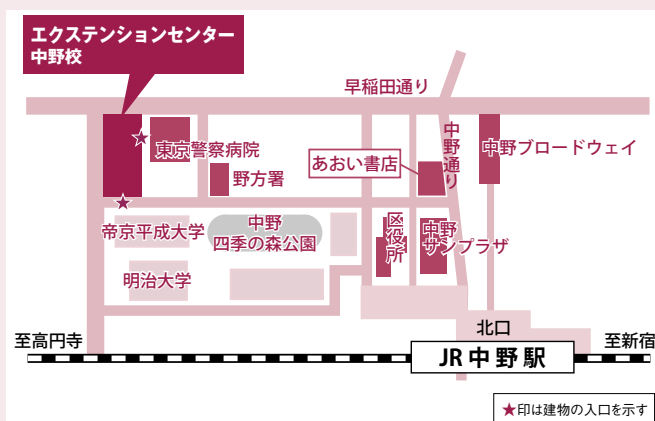 エクステンションセンター
中野校
早稲田通り
東京警察病院
野方署
あおい書店
中野通り
中野ブロードウェイ
帝京平成大学
中野
四季の森公園
区役所
中野
サンプラザ
明治大学
北口
至高円寺
JR中野駅
至新宿
★印は建物の入口を示す